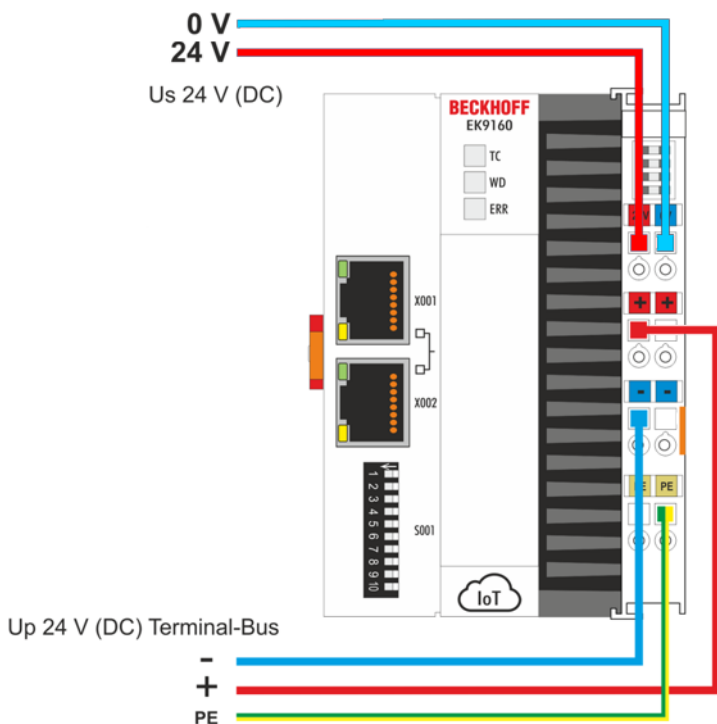 0 V
24 V
Us 24 V (DC)
BECKHOFF
EK9160
TC
WD
ERR
X001
X002
1 2 3 4 5 6 7 8 9 10
S001
+ +
- -
PE
IoT
Up 24 V (DC) Terminal-Bus
-
+
PE